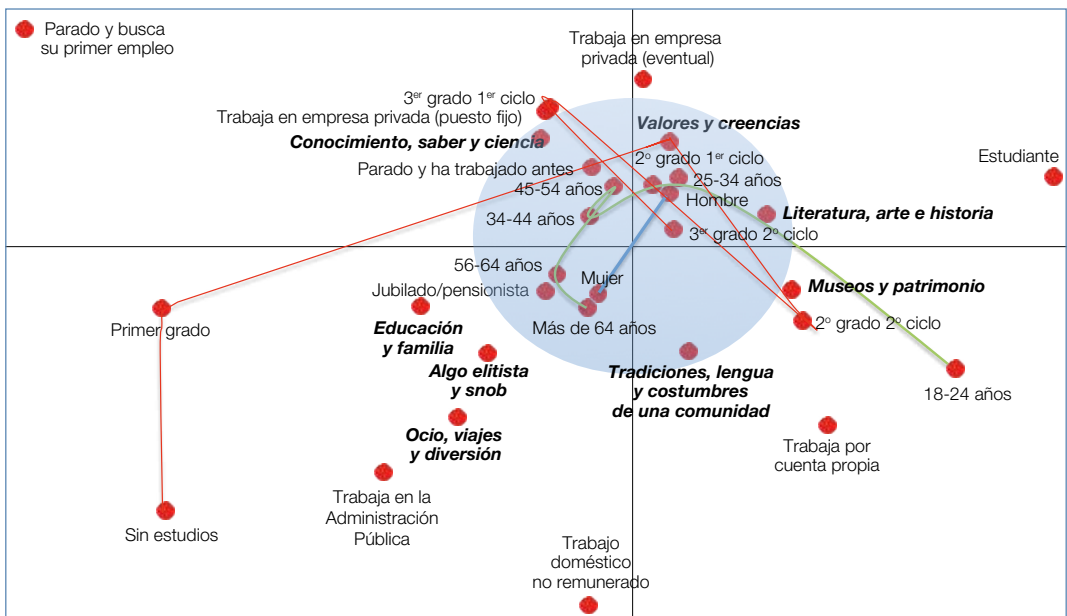 Parado y busca
su primer empleo
Trabaja en empresa
privada (eventual)
3er grado 1er ciclo
Trabaja en empresa privada (puesto fijo)
Valores y creencias
Conocimiento, saber y ciencia
2o grado 1er ciclo
Estudiante
Parado y ha trabajado antes
25-34 años
45-54 años
Hombre
34-44 años
Literatura, arte e historia
3er grado 2o ciclo
56-64 años
Mujer
Jubilado/pensionista
Museos y patrimonio
Primer grado
Más de 64 años
2o grado 2o ciclo
Educación
y familia
Algo elitista
y snob
Tradiciones, lengua
y costumbres
de una comunidad
18-24 años
Ocio, viajes
y diversión
Trabaja por
cuenta propia
Trabaja en la
Administración
Pública
Sin estudios
Trabajo
doméstico
no remunerado